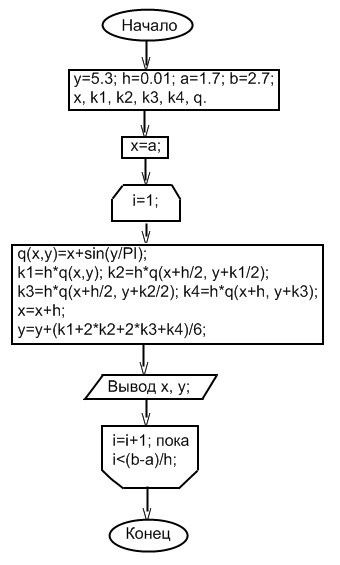 Начало
y=5.3; h=0.01; a=1.7; b=2.7;
x, k1, k2, k3, k4, q.
x=a;
i=1;
q(x,y)=x+sin(y/PI);
k1=h*q(x,y); k2=h*q(x+h/2, y+k1/2);
k3=h*q(x+h/2, y+k2/2); k4=h*q(x+h, y+k3);
x=x+h;
y=y+(k1+2*k2+2*k3+k4)/6;
Вывод x, y;
i=i+1; пока
i<(b-a)/h;
Конец